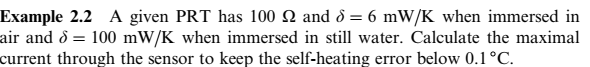 Example 2.2 A given PRT has 100 Ω and δ = 6 mW/K when immersed in
air and δ = 100 mW/K when immersed in still water. Calculate the maximal
current through the sensor to keep the self-heating error below 0.1°C.